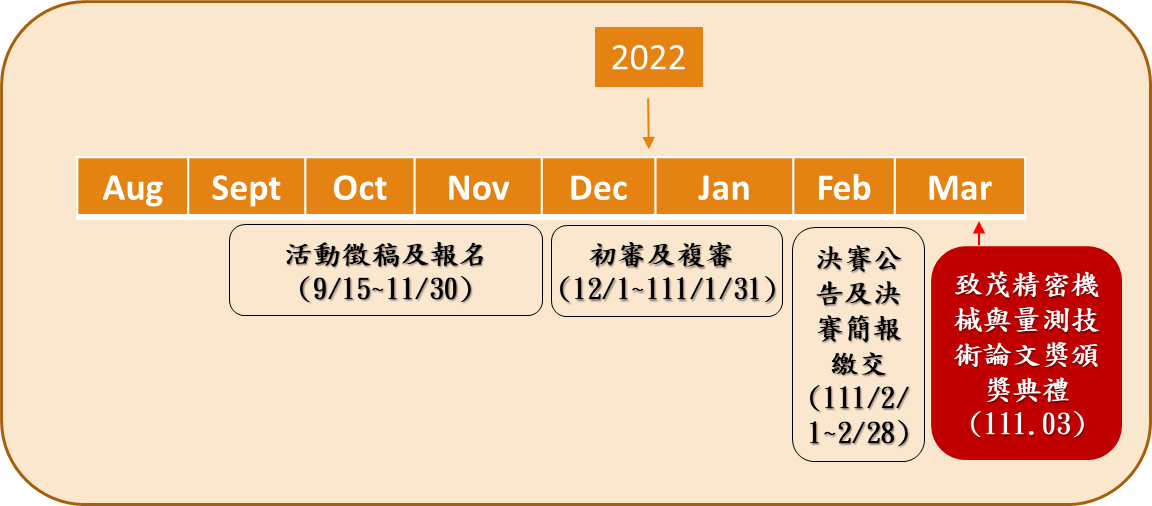 2022
Aug Sept Oct Nov Dec Jan Feb Mar
活動徵稿及報名
(9/15~11/30)
初審及複審
(12/1~111/1/31)
決賽公
告及決
賽簡報
繳交
(111/2/
1~2/28)
致茂精密機
械與量測技
術論文獎頒
獎典禮
(111.03)